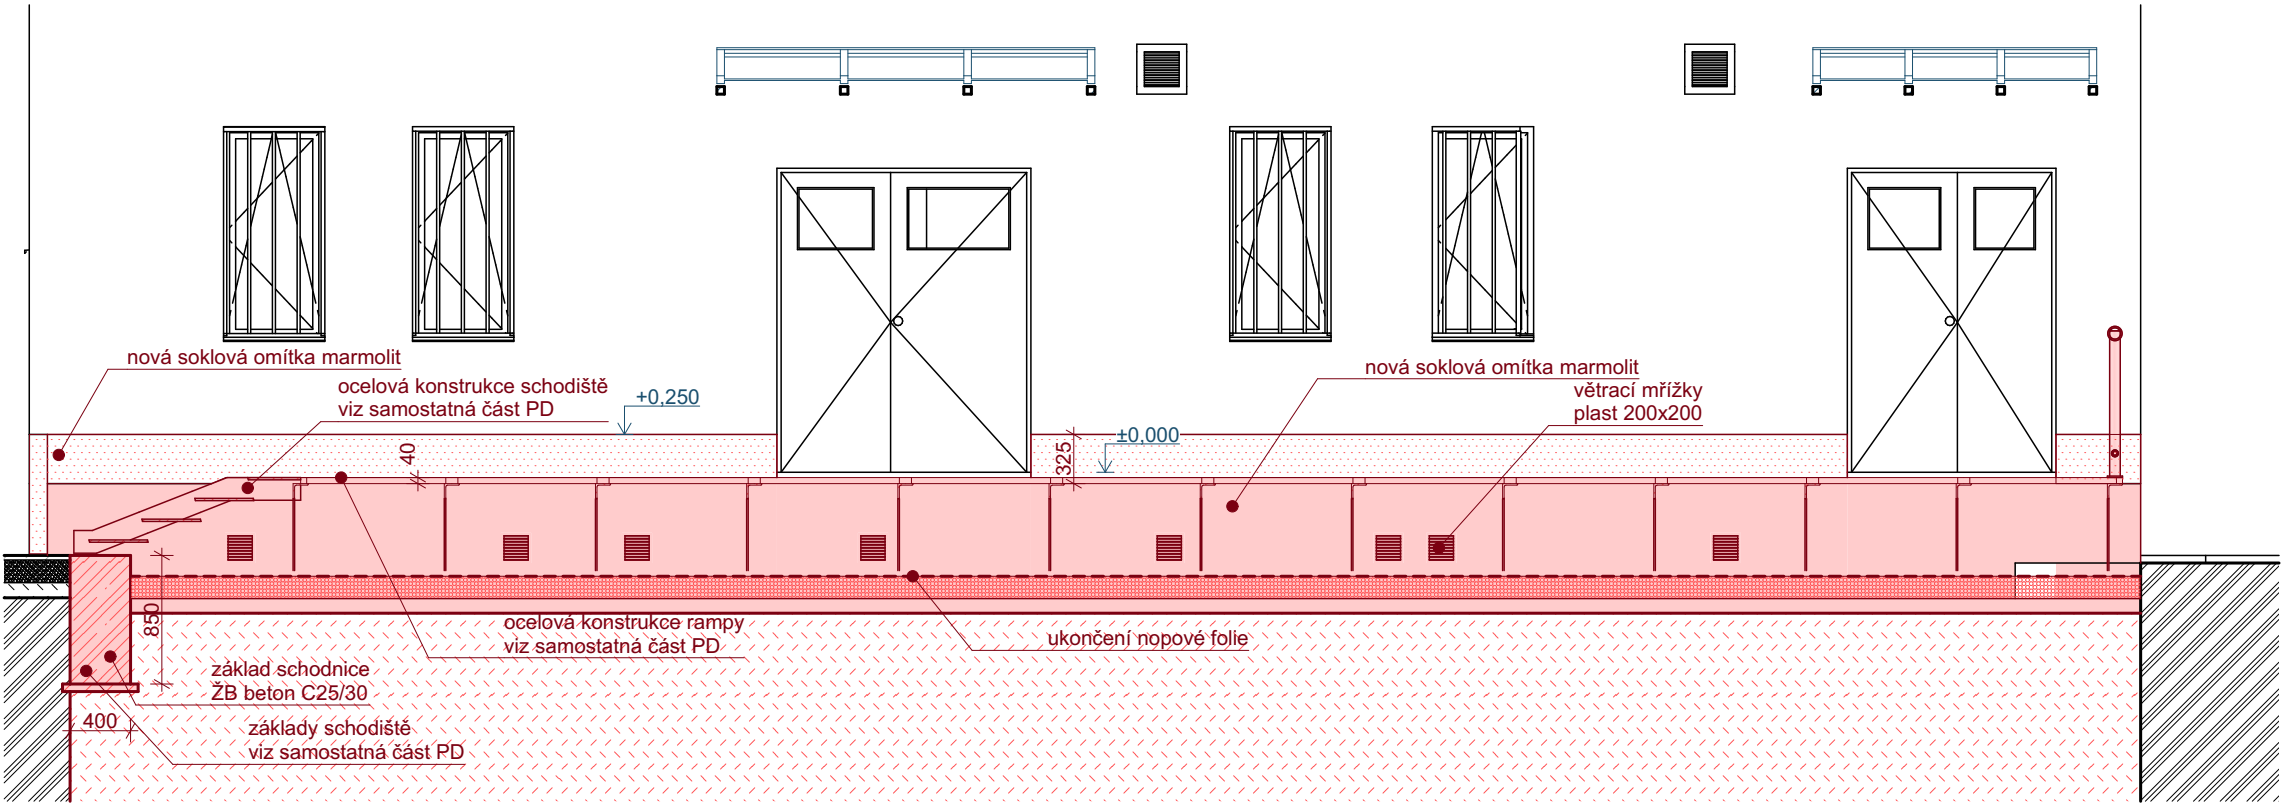 nová soklová omítka marmolit
ocelová konstrukce schodiště
viz samostatná část PD
+0,250
40
nová soklová omítka marmolit
větrací mřížky
plast 200x200
±0,000
325
850
ocelová konstrukce rampy
viz samostatná část PD
ukončení nopové folie
základ schodnice
ŽB beton C25/30
400
základy schodiště
viz samostatná část PD